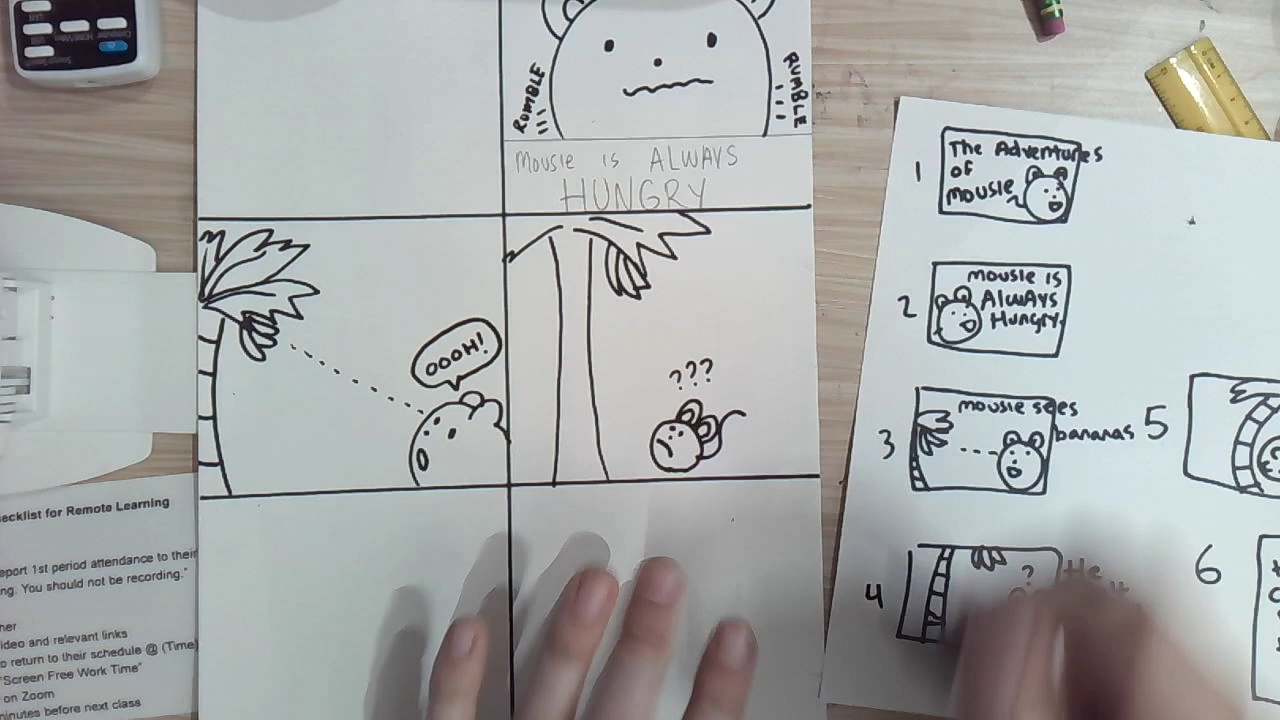 RUMBLE
RUMBLE
Mousie is ALWAYS
HUNGRY
OOOH!
???
1
The Adventures
of
mousie
2
mousie is
Always
Hungry
3
mousie sees
bananas
4
?
He
5
6
ecklist for Remote Learning
eport 1st period attendance to their
ng. You should not be recording."
her
ideo and relevant links
o return to their schedule @ (Time)
"Screen Free Work Time"
on Zoom
minutes before next class